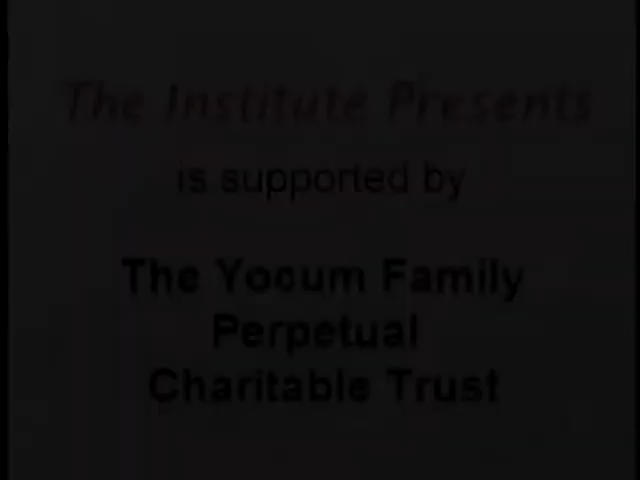 The Institute Presents
is supported by
The Yocum Family
Perpetual
Charitable Trust